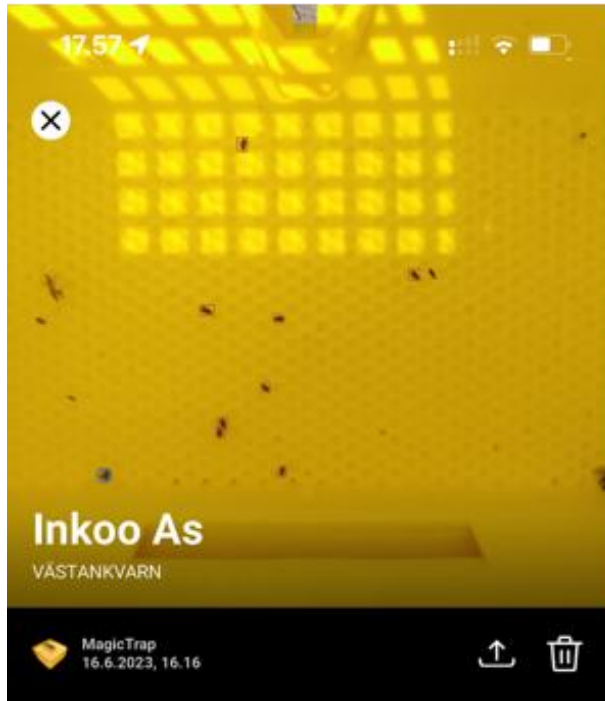 17.57
Inkoo As
VÄSTANKVARN
MagicTrap
16.6.2023, 16.16